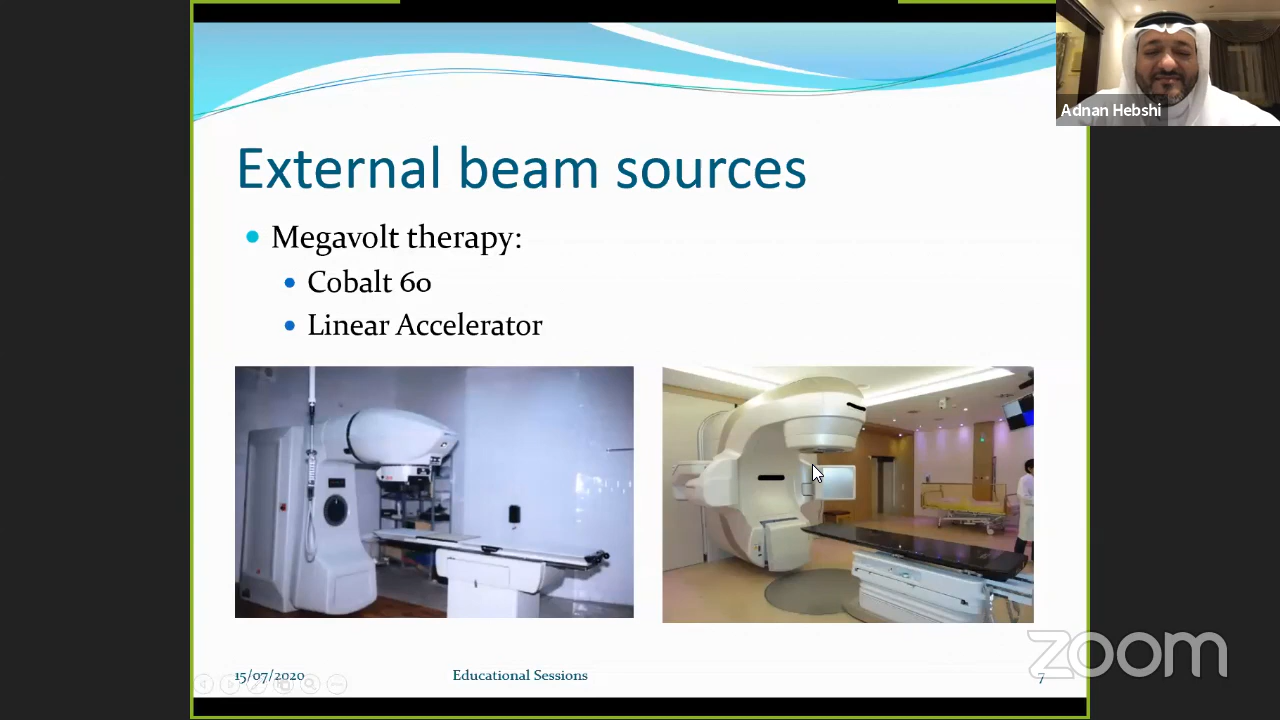 Adnan Hebshi
External beam sources
Megavolt therapy:
Cobalt 60
Linear Accelerator
15/07/2020
Educational Sessions
7
zoom